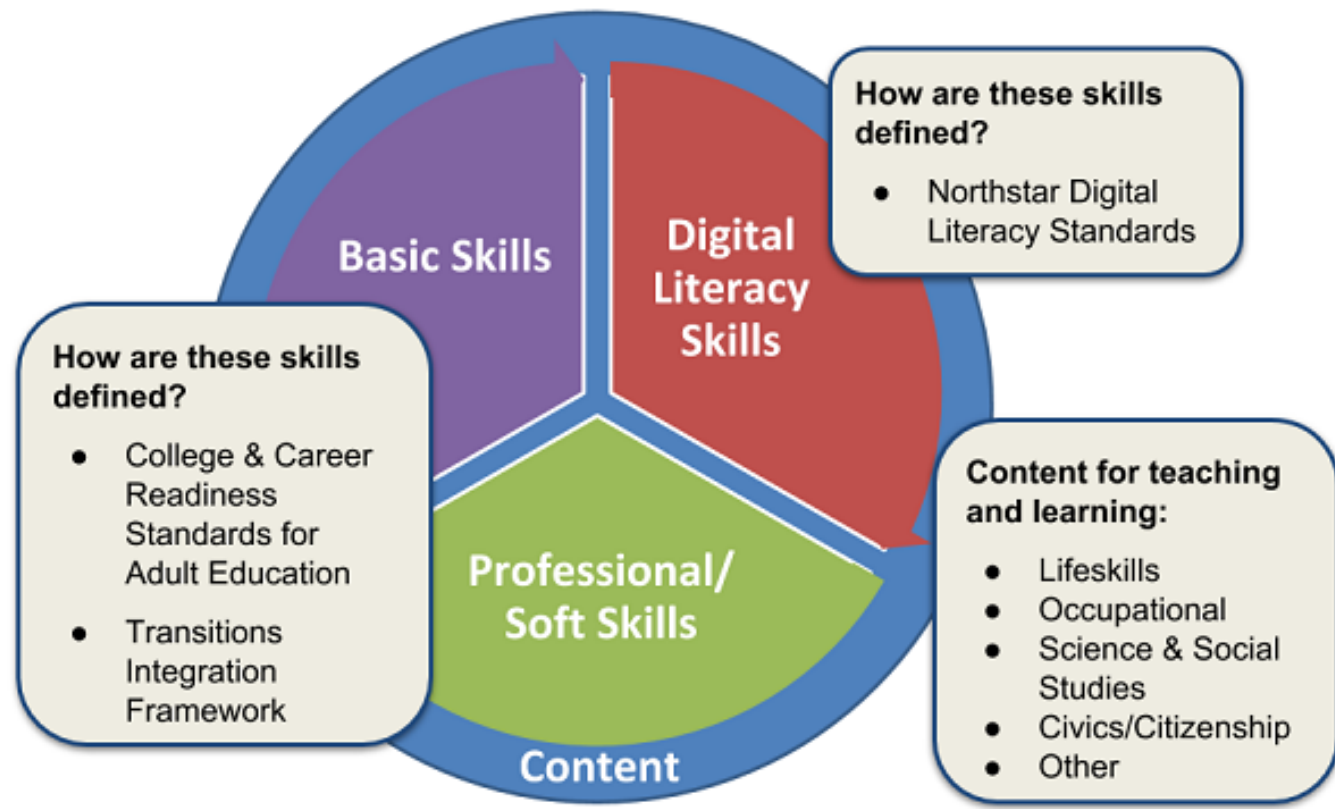 How are these skills
defined?
● Northstar Digital
Literacy Standards
Basic Skills
Digital
Literacy
Skills
How are these skills
defined?
● College & Career
Readiness
Standards for
Adult Education
● Transitions
Integration
Framework
Professional/
Soft Skills
Content for teaching
and learning:
● Lifeskills
● Occupational
● Science & Social
Studies
● Civics/Citizenship
● Other
Content